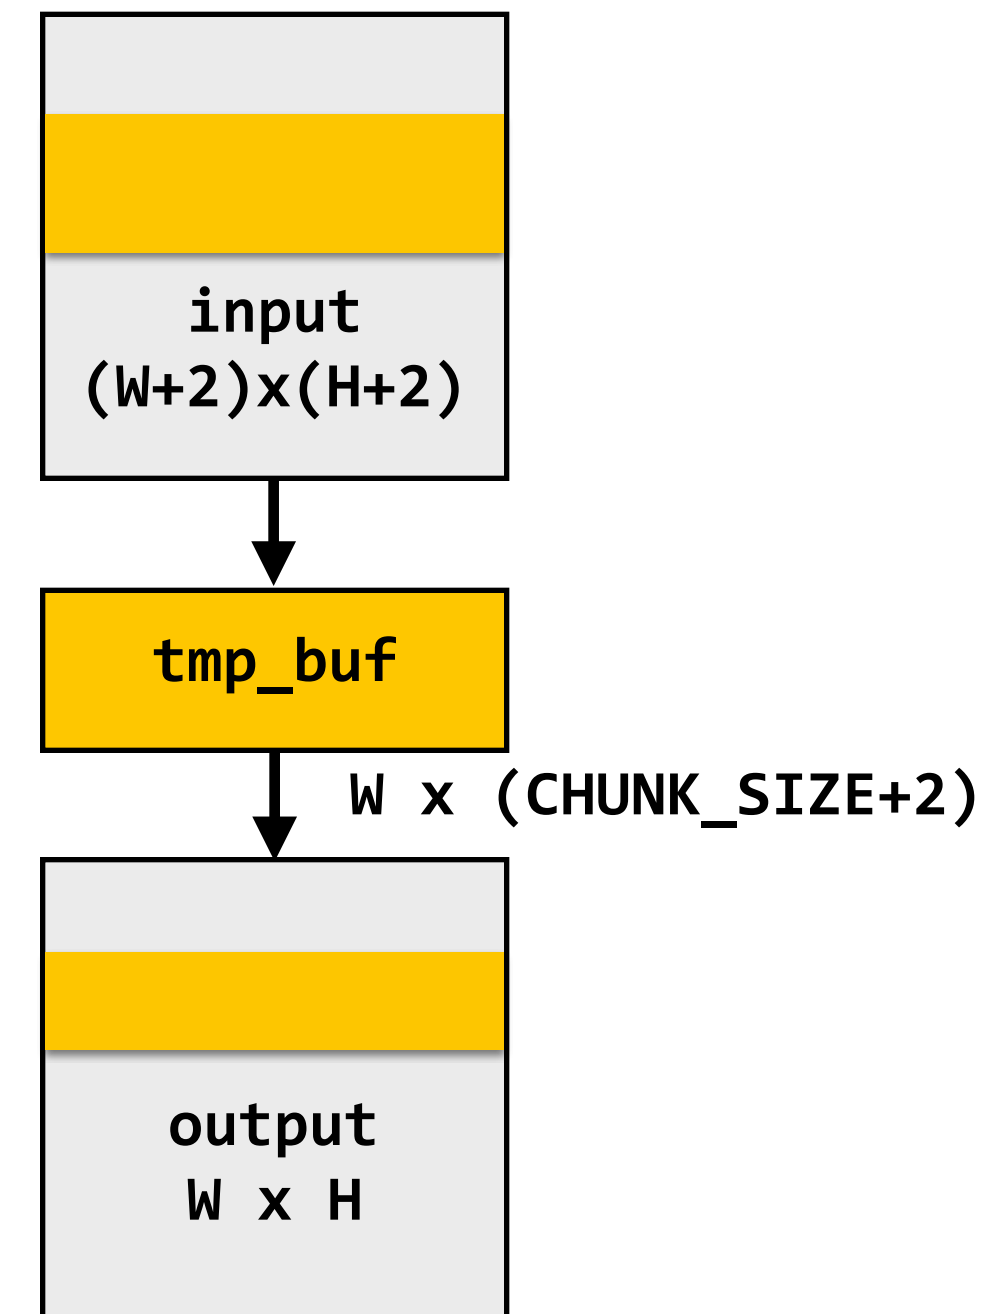 input
(W+2)x(H+2)
tmp_buf
W x (CHUNK_SIZE+2)
output
W x H